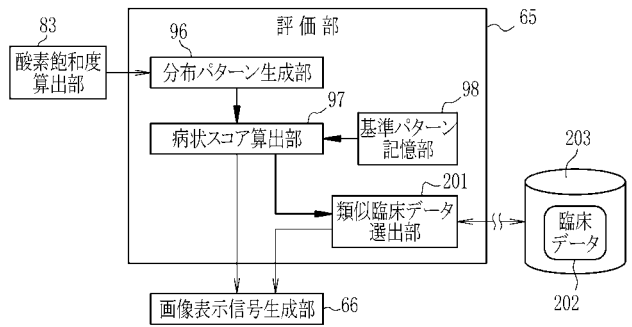 83
酸素飽和度
算出部
評価部
65
96
分布パターン生成部
97
病状スコア算出部
98
基準パターン
記憶部
201
類似臨床データ
選出部
203
臨床
データ
202
画像表示信号生成部
66